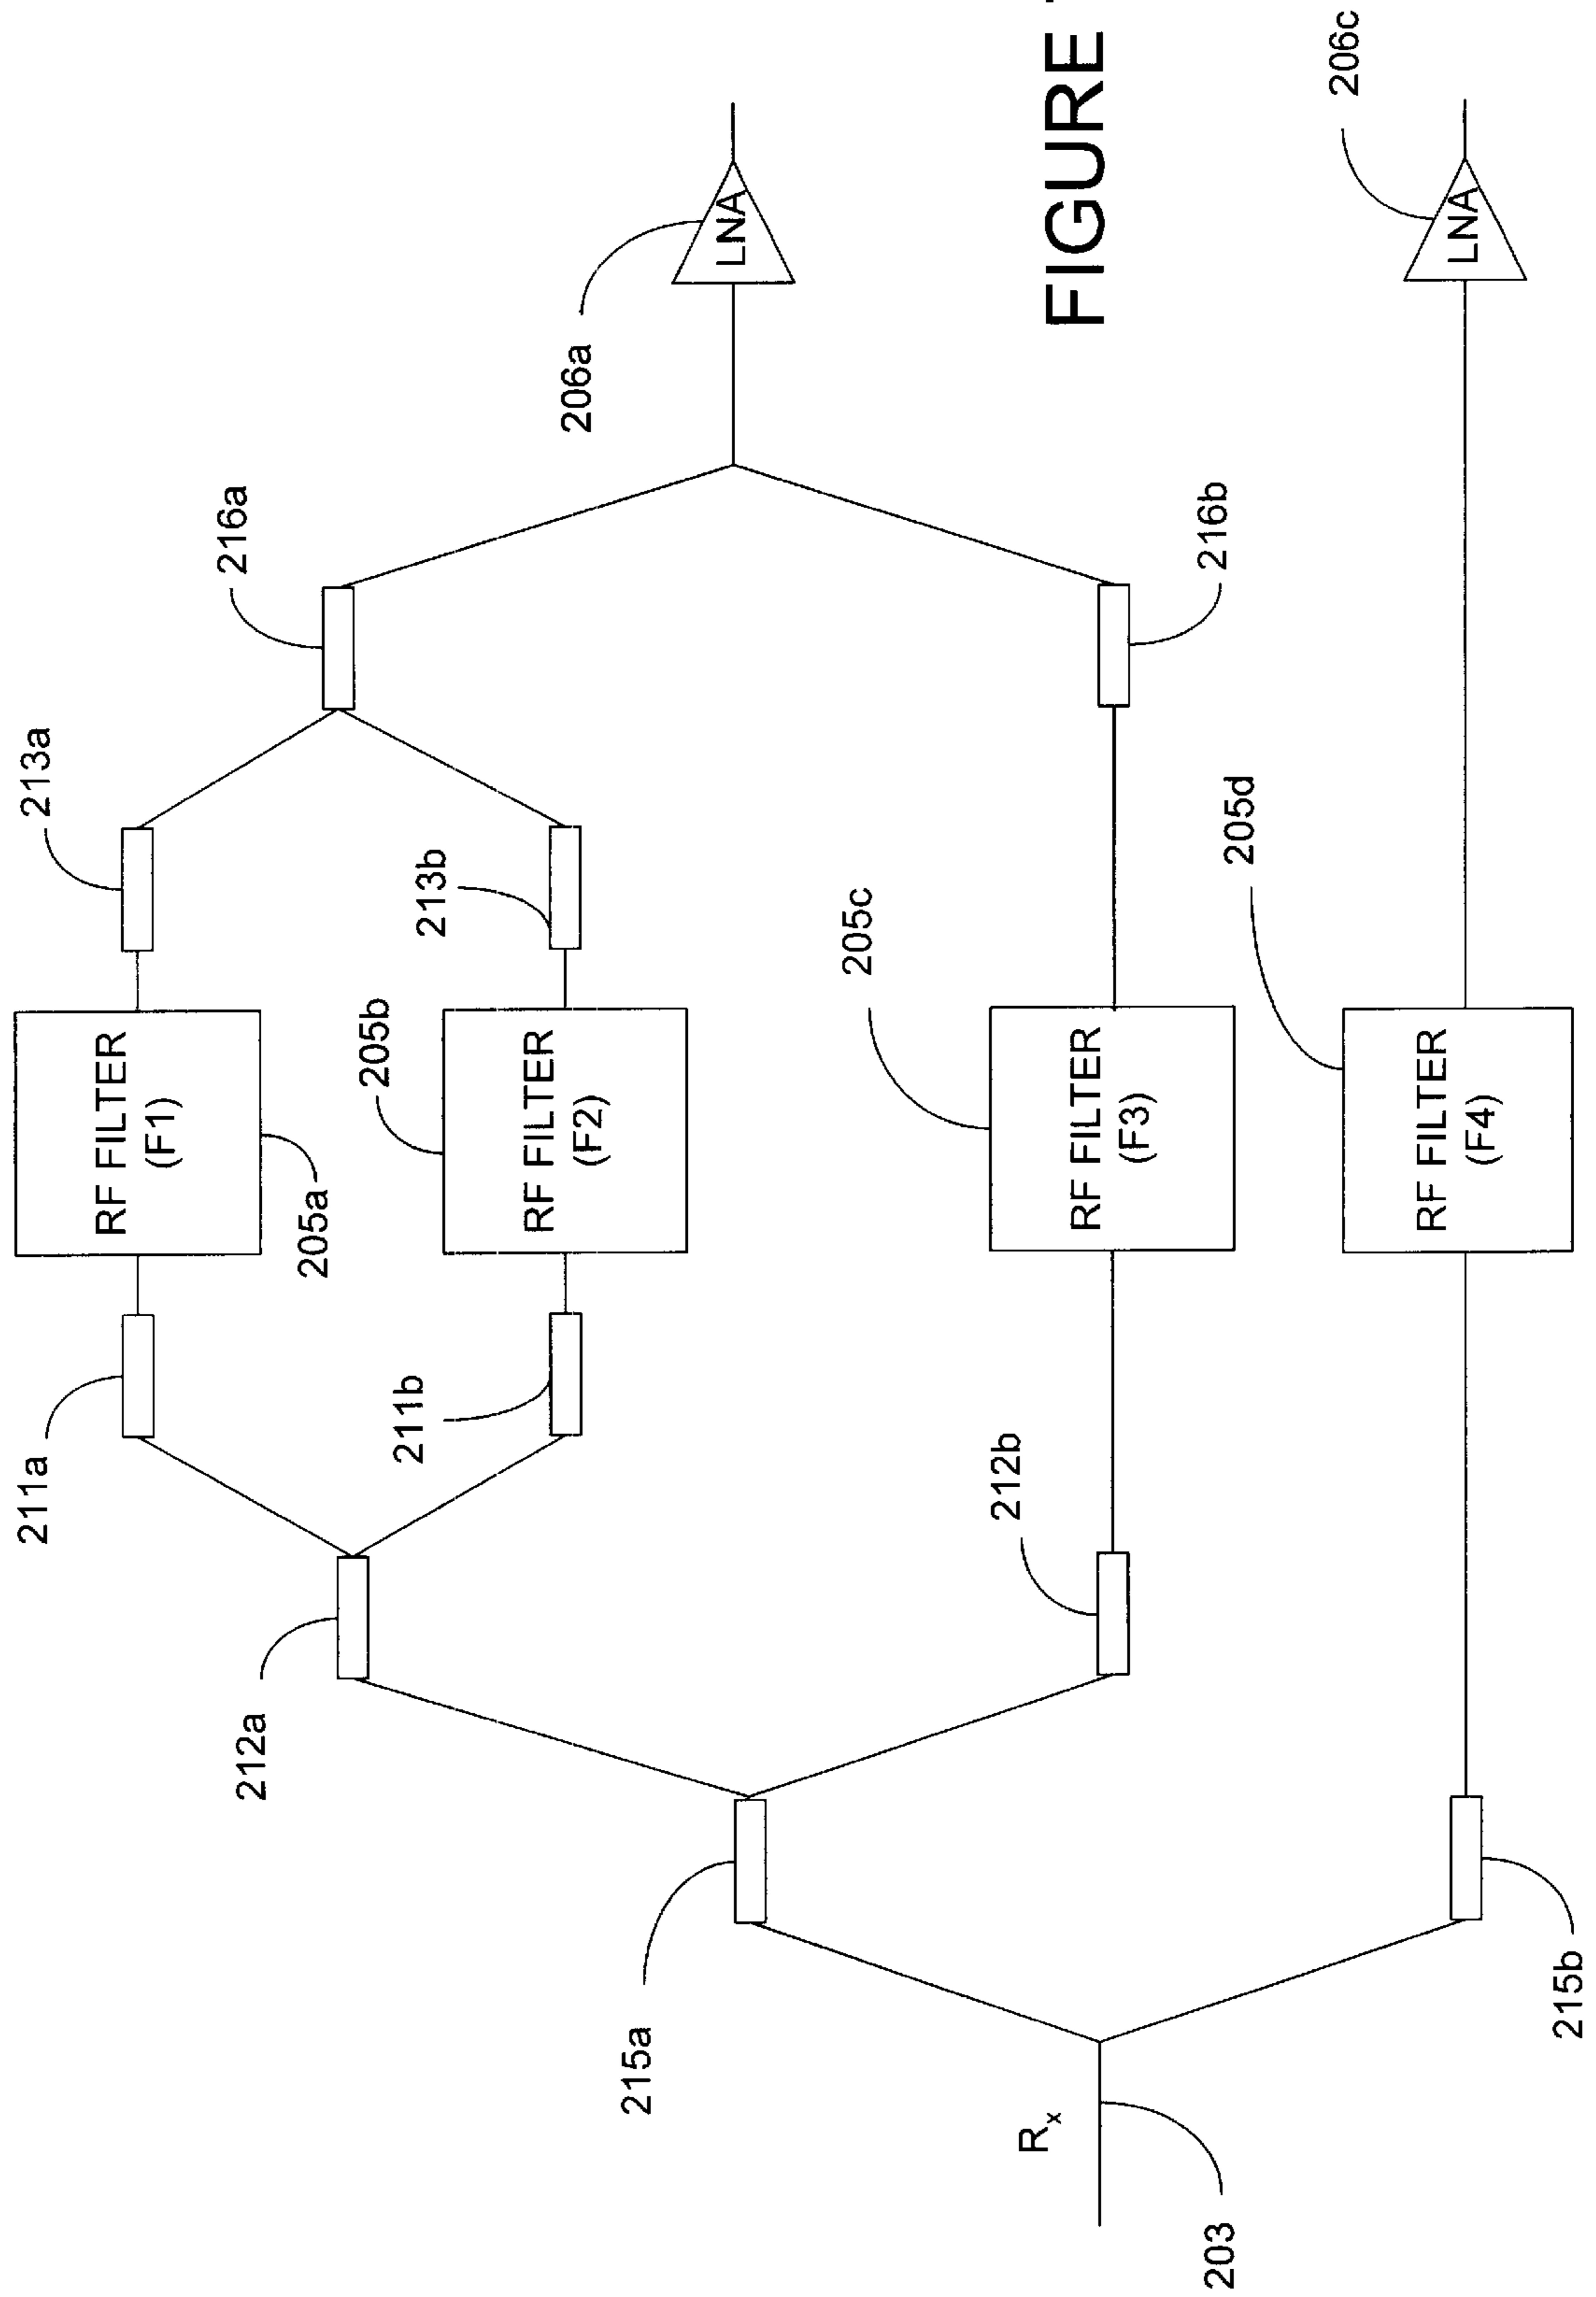 213a
216a
211a
RF FILTER
(F1)
205a
213b
206a
LNA
212a
205b
RF FILTER
(F2)
211b
205c
215a
212b
RF FILTER
(F3)
216b
FIGURE
R
x
203
205d
RF FILTER
(F4)
206c
LNA
215b